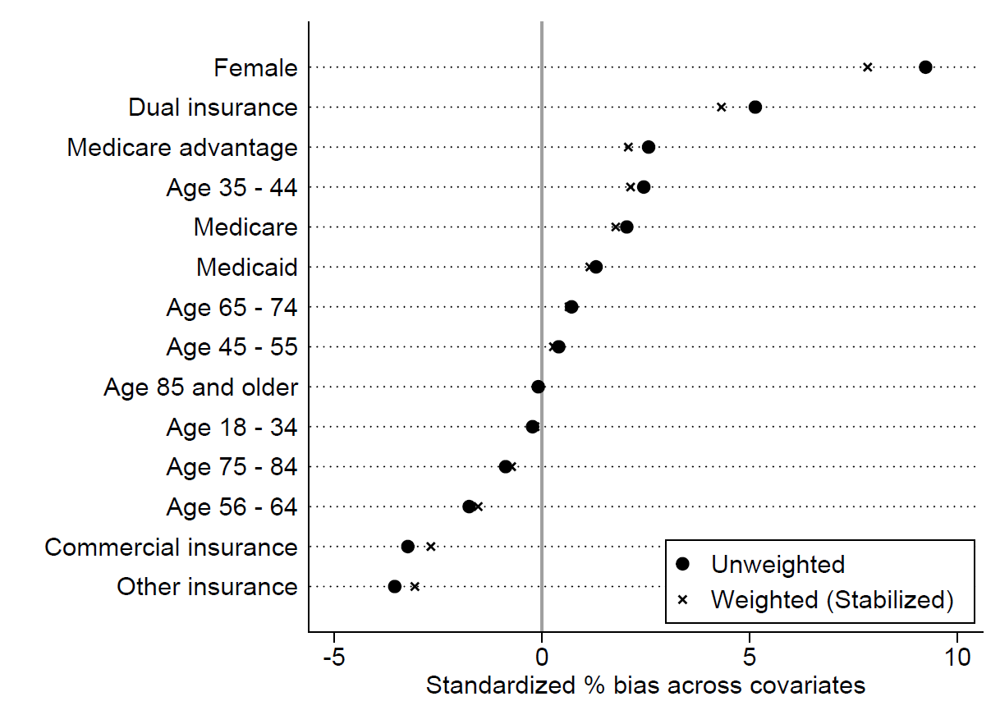 Female
Dual insurance
Medicare advantage
Age 35 - 44
Medicare
Medicaid
Age 65 - 74
Age 45 - 55
Age 85 and older
Age 18 - 34
Age 75 - 84
Age 56 - 64
Commercial insurance
Other insurance
Unweighted
Weighted (Stabilized)
-5 0 5 10
Standardized % bias across covariates